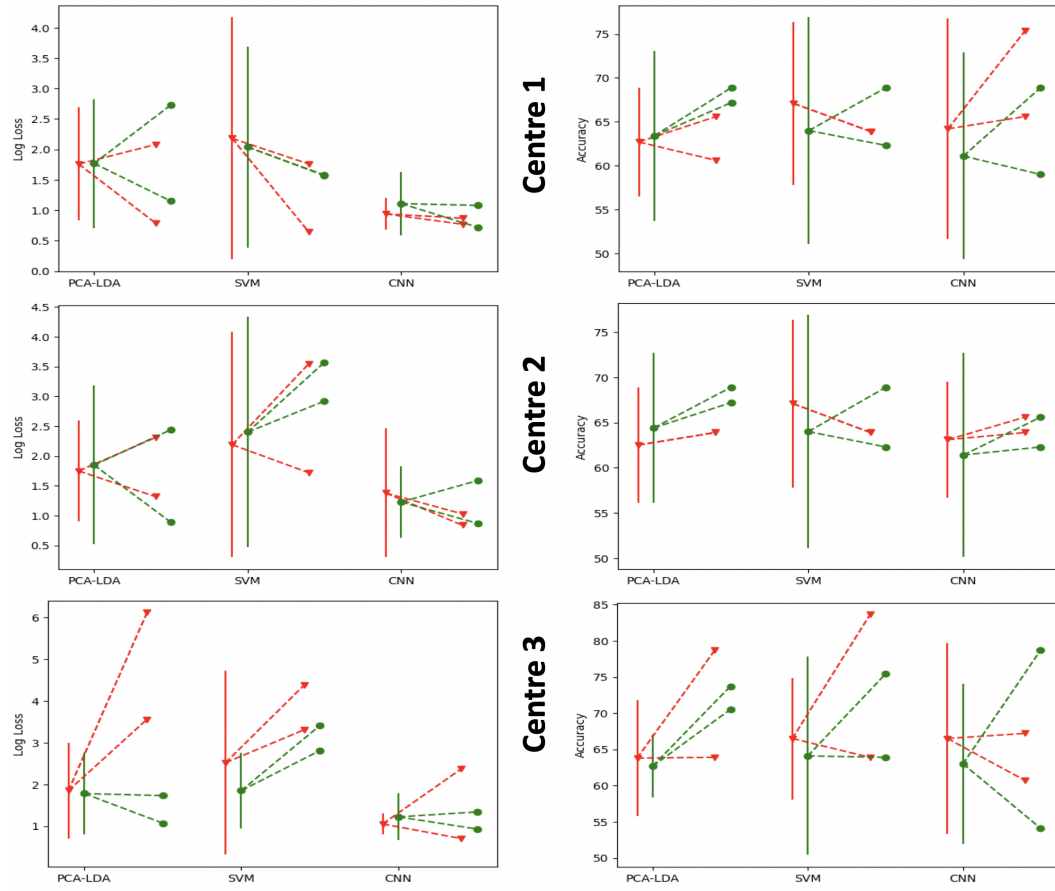 4.0
3.5
3.0
2.5
2.0
1.5
1.0
0.5
0.0
Log Loss
PCA-LDA SVM CNN
Centre 1
75
70
65
60
55
50
Accuracy
PCA-LDA SVM CNN
4.5
4.0
3.5
3.0
2.5
2.0
1.5
1.0
0.5
Log Loss
PCA-LDA SVM CNN
Centre 2
75
70
65
60
55
50
Accuracy
PCA-LDA SVM CNN
6
5
4
3
2
1
Log Loss
PCA-LDA SVM CNN
Centre 3
85
80
75
70
65
60
55
50
Accuracy
PCA-LDA SVM CNN